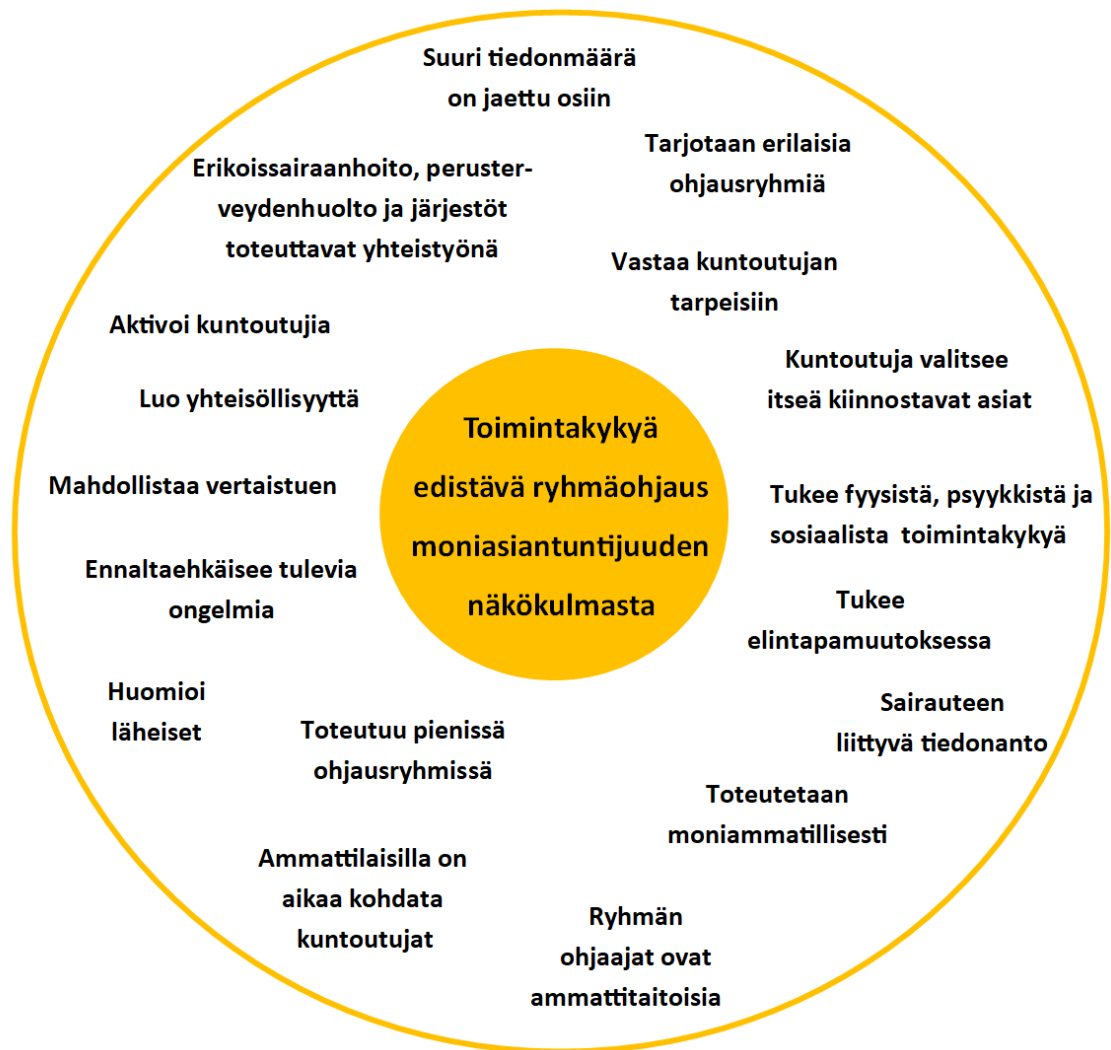 Suuri tiedonmäärä
on jaettu osiin
Tarjotaan erilaisia
ohjausryhmiä
Erikoissairaanhoito, peruster-
veydenhuolto ja järjestöt
toteuttavat yhteistyönä
Vastaa kuntoutujan
tarpeisiin
Aktivoi kuntoutujia
Kuntoutuja valitsee
itseä kiinnostavat asiat
Luo yhteisöllisyyttä
Toimintakykyä
edistävä ryhmäohjaus
moniasiantuntijuuden
näkökulmasta
Mahdollistaa vertaistuen
Tukee fyysistä, psyykkistä ja
sosiaalista toimintakykyä
Ennaltaehkäisee tulevia
ongelmia
Tukee
elintapamuutoksessa
Huomioi
läheiset
Sairauteen
liittyvä tiedonanto
Toteutuu pienissä
ohjausryhmissä
Toteutetaan
moniammatillisesti
Ammattilaisilla on
aikaa kohdata
kuntoutujat
Ryhmän
ohjaajat ovat
ammattitaitoisia